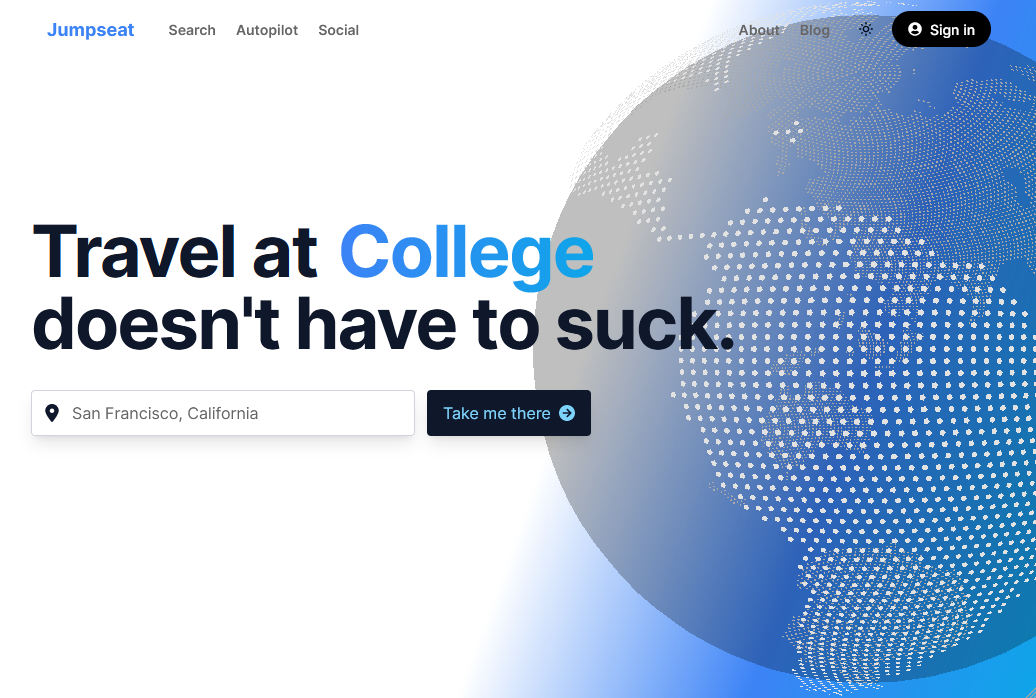 Jumpseat Search Autopilot Social About Blog Sign in
Travel at College
doesn't have to suck.
San Francisco, California Take me there